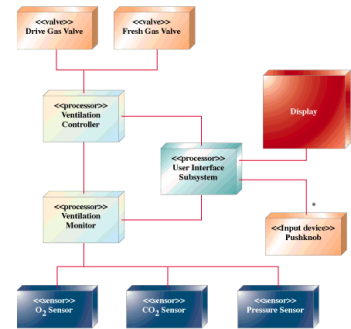 <<valve>>
Drive Gas Valve
<<valve>>
Fresh Gas Valve
<<processor>>
Ventilation
Controller
Display
<<processor>>
User Interface
Subsystem
<<processor>>
Ventilation
Monitor
*
<<Input device>>
Pushknob
<<sensor>>
O2 Sensor
<<sensor>>
CO2 Sensor
<<sensor>>
Pressure Sensor